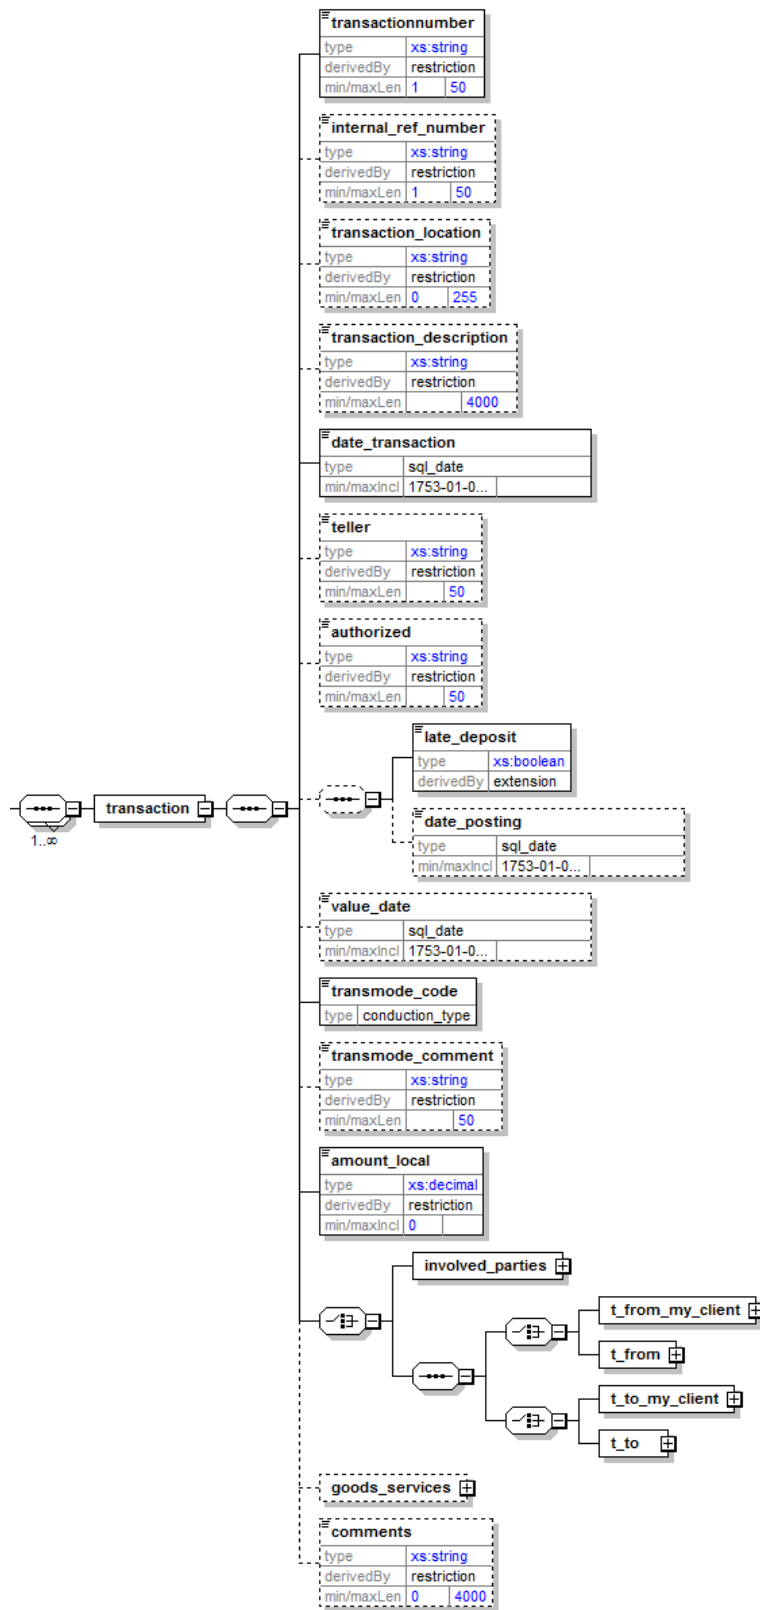 transactionnumber
type xs:string
derivedBy restriction
min/maxLen 1 50
internal_ref_number
type xs:string
derivedBy restriction
min/maxLen 1 50
transaction_location
type xs:string
derivedBy restriction
min/maxLen 0 255
transaction_description
type xs:string
derivedBy restriction
min/maxLen 4000
date_transaction
type sql_date
min/maxIncl 1753-01-0...
teller
type xs:string
derivedBy restriction
min/maxLen 50
authorized
type xs:string
derivedBy restriction
min/maxLen 50
late_deposit
type xs:boolean
derivedBy extension
transaction
1..∞
date_posting
type sql_date
min/maxIncl 1753-01-0...
value_date
type sql_date
min/maxIncl 1753-01-0...
transmode_code
type conduction_type
transmode_comment
type xs:string
derivedBy restriction
min/maxLen 50
amount_local
type xs:decimal
derivedBy restriction
min/maxIncl 0
involved_parties
t_from_my_client
t_from
t_to_my_client
t_to
goods_services
comments
type xs:string
derivedBy restriction
min/maxLen 0 4000